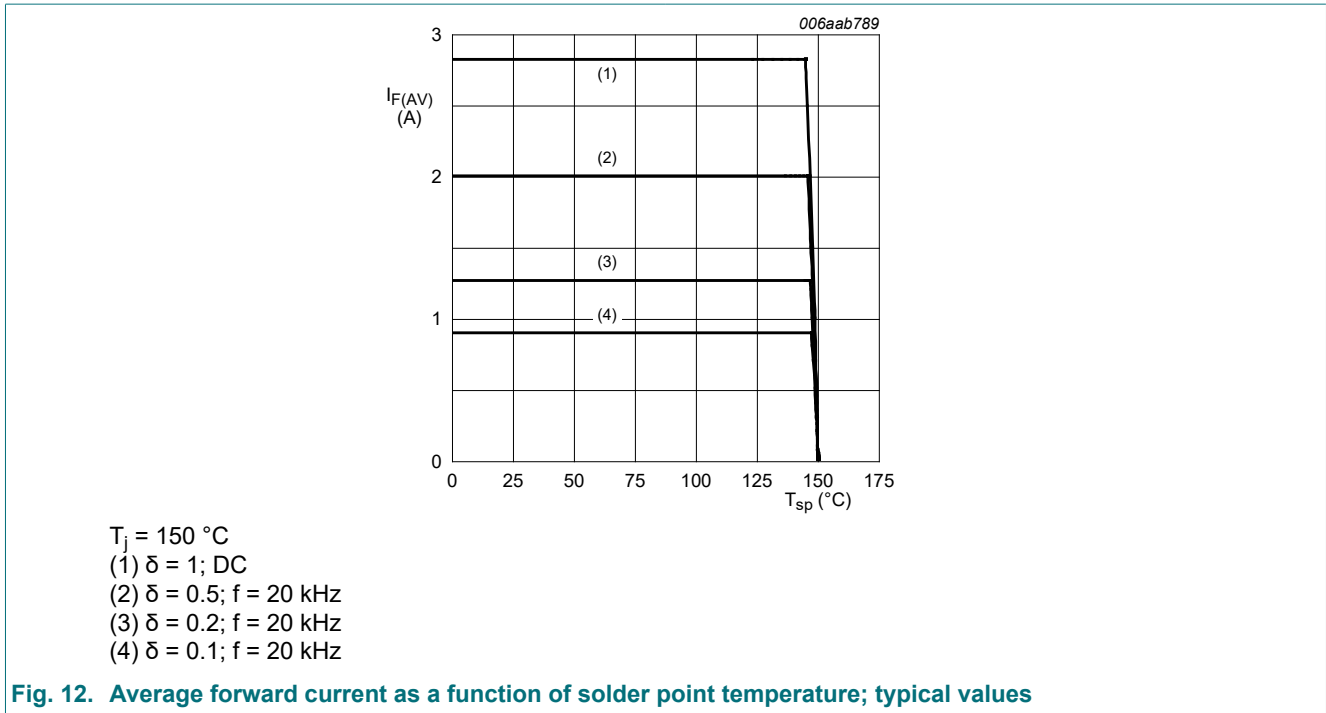 006aab789
3
I_F(AV)
(A)
(1)
(2)
2
(3)
1
(4)
0
0 25 50 75 100 125 150 175
T_sp (°C)
T_j = 150 °C
(1) δ = 1; DC
(2) δ = 0.5; f = 20 kHz
(3) δ = 0.2; f = 20 kHz
(4) δ = 0.1; f = 20 kHz
Fig. 12. Average forward current as a function of solder point temperature; typical values